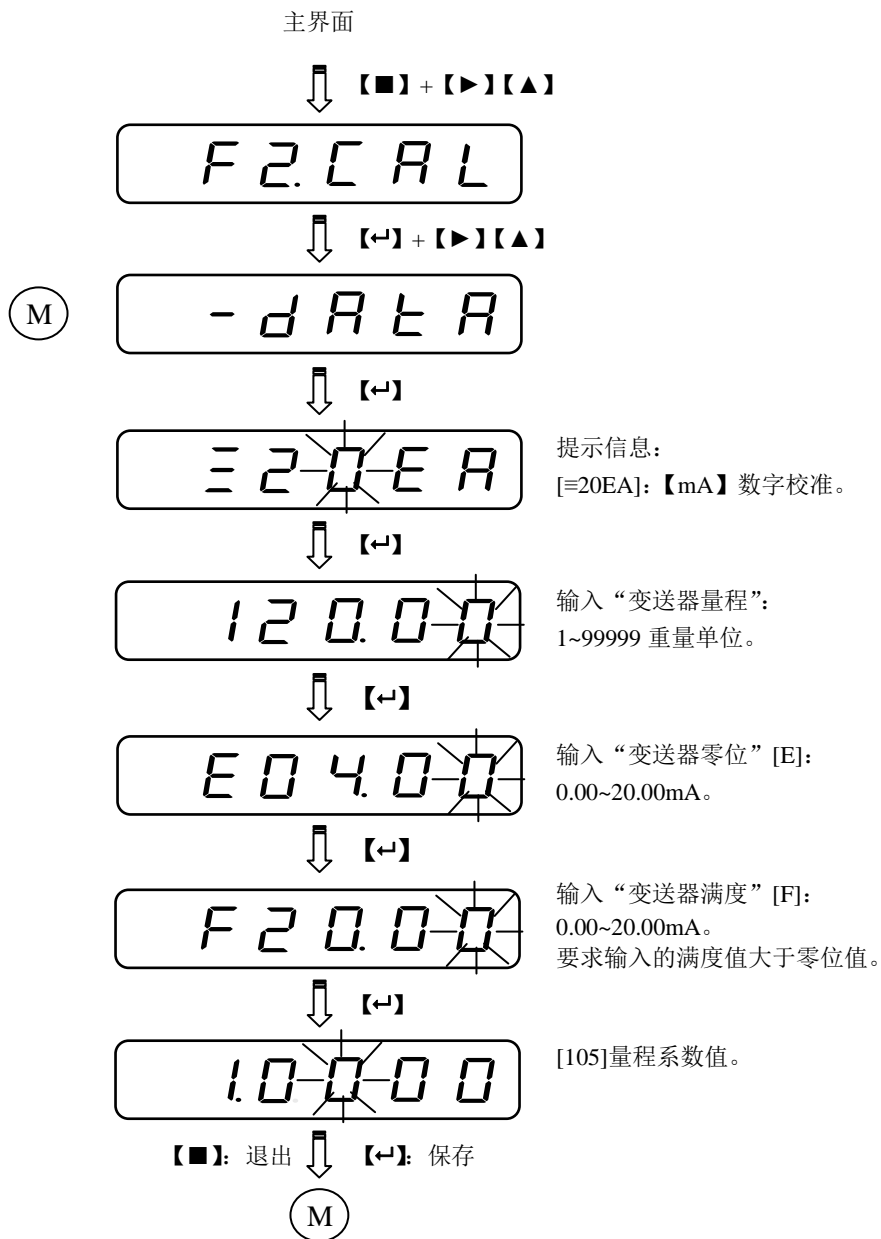 主界面
【■】+【►】【▲】
F2.CAL
【↵】+【►】【▲】
M
-dAtA
【↵】
≡20EA
提示信息：
[≡20EA]：【mA】数字校准。
【↵】
120.00
输入“变送器量程”：
1~99999 重量单位。
【↵】
E04.00
输入“变送器零位”[E]：
0.00~20.00mA。
【↵】
F20.00
输入“变送器满度”[F]：
0.00~20.00mA。
要求输入的满度值大于零位值。
【↵】
1.0000
[105]量程系数值。
【■】：退出 【↵】：保存
M